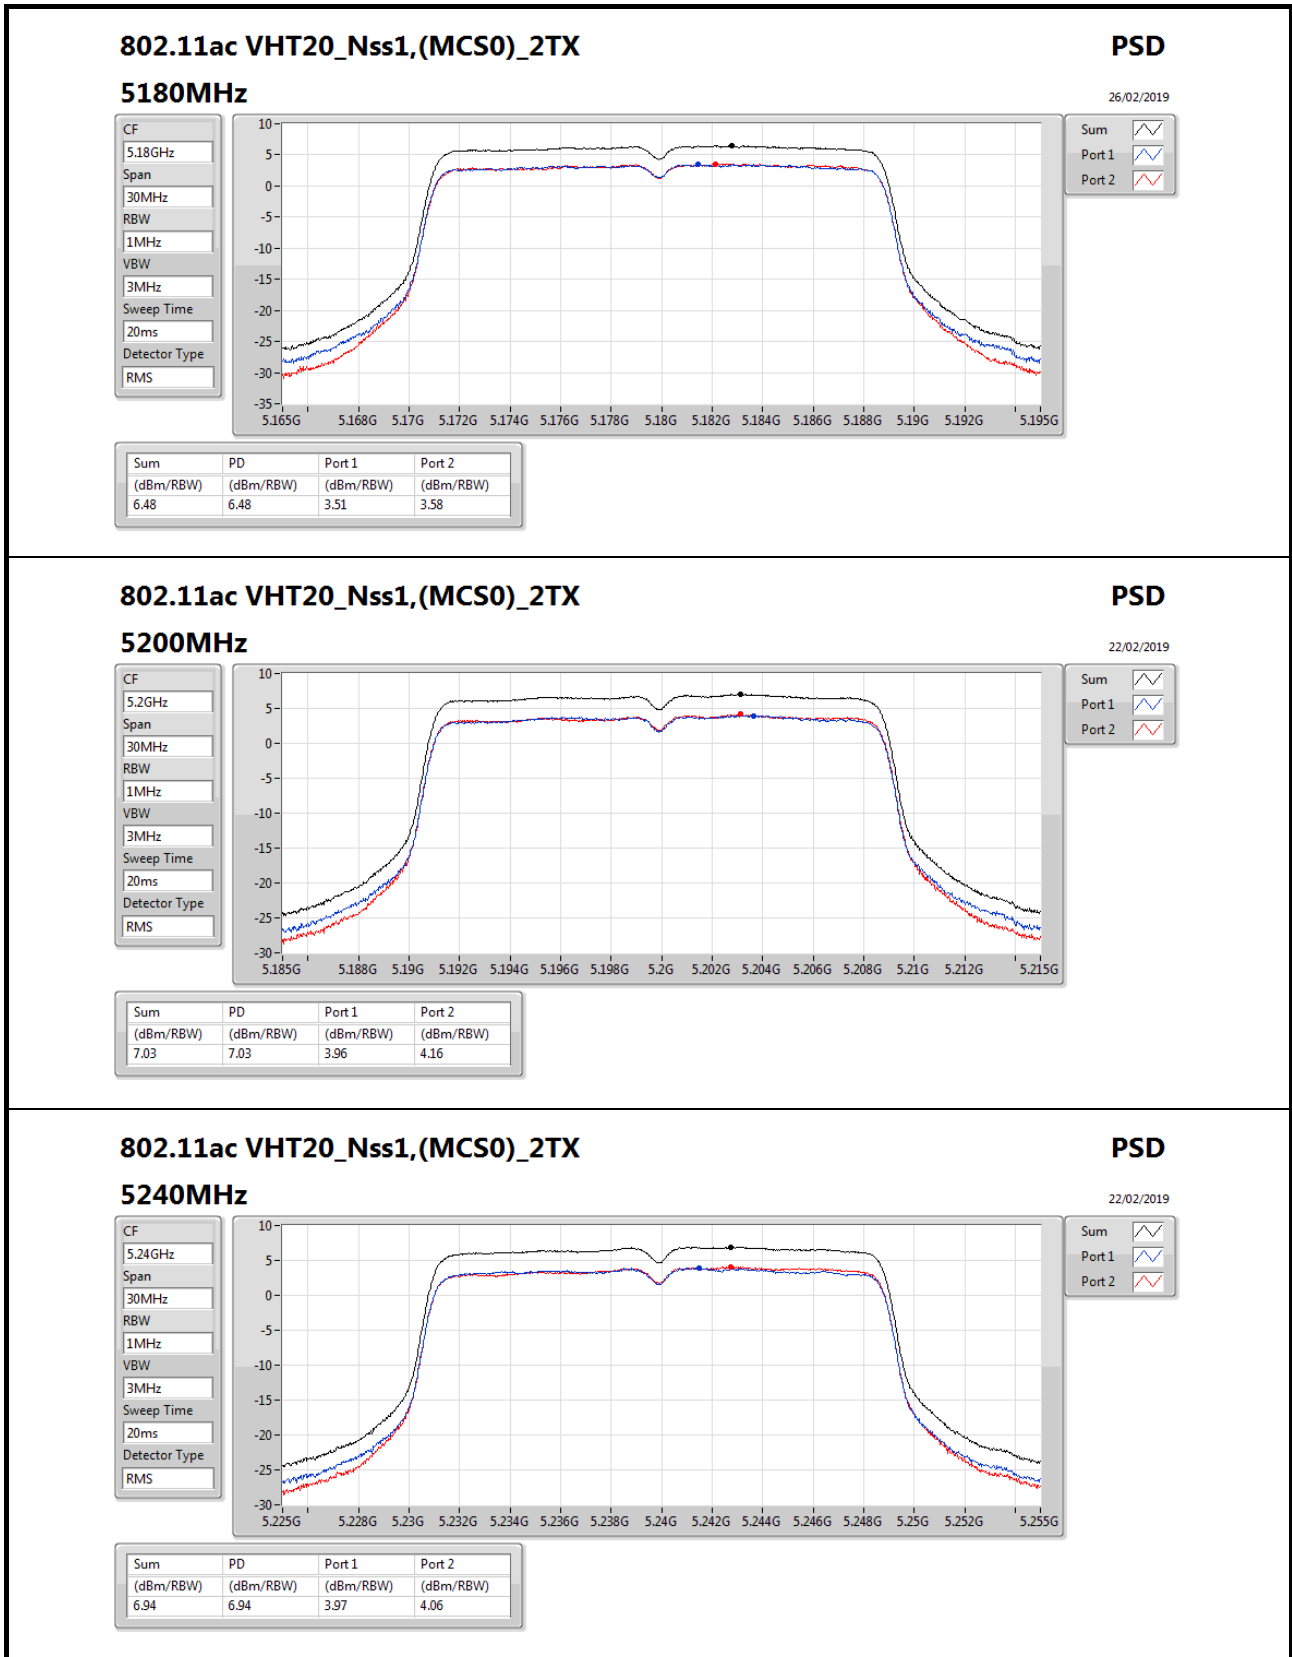 802.11ac VHT20_Nss1,(MCS0)_2TX PSD
5180MHz 26/02/2019
CF
5.18GHz
Span
30MHz
RBW
1MHz
VBW
3MHz
Sweep Time
20ms
Detector Type
RMS
10
5
0
-5
-10
-15
-20
-25
-30
-35
5.165G 5.168G 5.17G 5.172G 5.174G 5.176G 5.178G 5.18G 5.182G 5.184G 5.186G 5.188G 5.19G 5.192G 5.195G
Sum
Port 1
Port 2
Sum PD Port 1 Port 2
(dBm/RBW) (dBm/RBW) (dBm/RBW) (dBm/RBW)
6.48 6.48 3.51 3.58
802.11ac VHT20_Nss1,(MCS0)_2TX PSD
5200MHz 22/02/2019
CF
5.2GHz
Span
30MHz
RBW
1MHz
VBW
3MHz
Sweep Time
20ms
Detector Type
RMS
10
5
0
-5
-10
-15
-20
-25
-30
5.185G 5.188G 5.19G 5.192G 5.194G 5.196G 5.198G 5.2G 5.202G 5.204G 5.206G 5.208G 5.21G 5.212G 5.215G
Sum
Port 1
Port 2
Sum PD Port 1 Port 2
(dBm/RBW) (dBm/RBW) (dBm/RBW) (dBm/RBW)
7.03 7.03 3.96 4.16
802.11ac VHT20_Nss1,(MCS0)_2TX PSD
5240MHz 22/02/2019
CF
5.24GHz
Span
30MHz
RBW
1MHz
VBW
3MHz
Sweep Time
20ms
Detector Type
RMS
10
5
0
-5
-10
-15
-20
-25
-30
5.225G 5.228G 5.23G 5.232G 5.234G 5.236G 5.238G 5.24G 5.242G 5.244G 5.246G 5.248G 5.25G 5.252G 5.255G
Sum
Port 1
Port 2
Sum PD Port 1 Port 2
(dBm/RBW) (dBm/RBW) (dBm/RBW) (dBm/RBW)
6.94 6.94 3.97 4.06